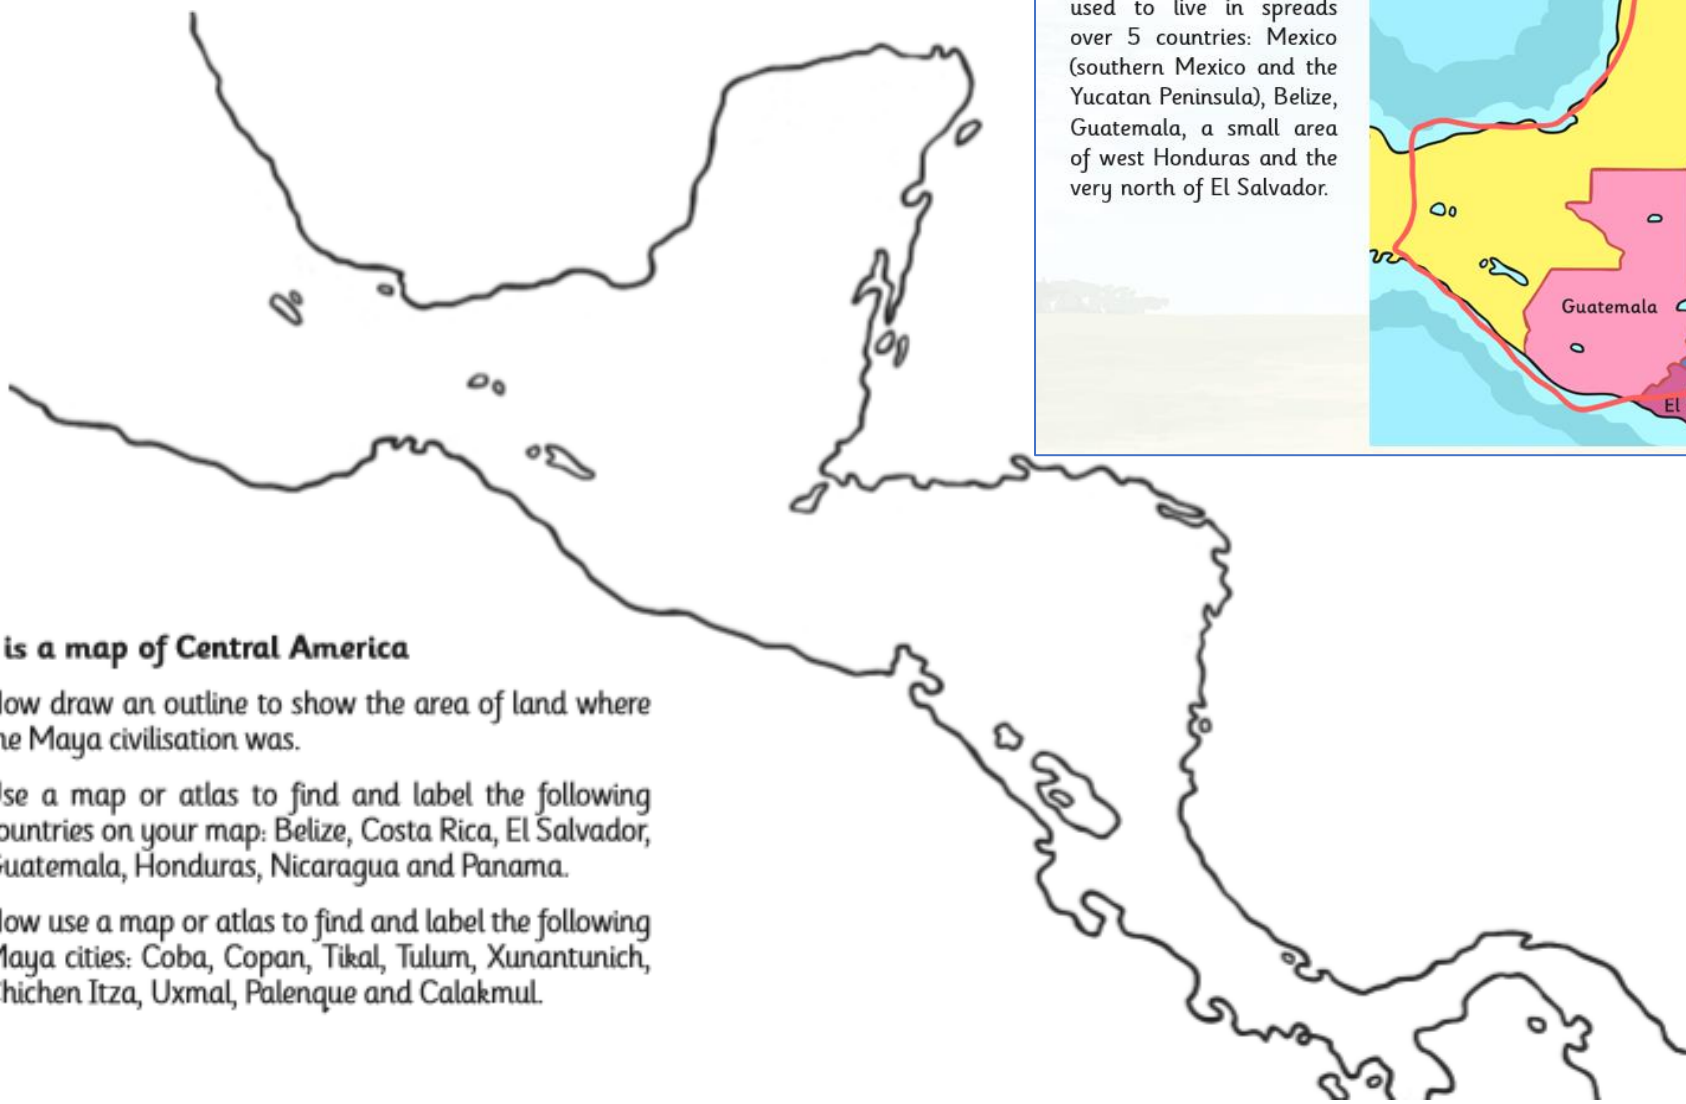 used to live in spreads
over 5 countries: Mexico
(southern Mexico and the
Yucatan Peninsula), Belize,
Guatemala, a small area
of west Honduras and the
very north of El Salvador.
Guatemala
El
is a map of Central America
ow draw an outline to show the area of land where
he Maya civilisation was.
se a map or atlas to find and label the following
ountries on your map: Belize, Costa Rica, El Salvador,
uatemala, Honduras, Nicaragua and Panama.
ow use a map or atlas to find and label the following
Maya cities: Coba, Copan, Tikal, Tulum, Xunantunich,
hichen Itza, Uxmal, Palenque and Calakmul.